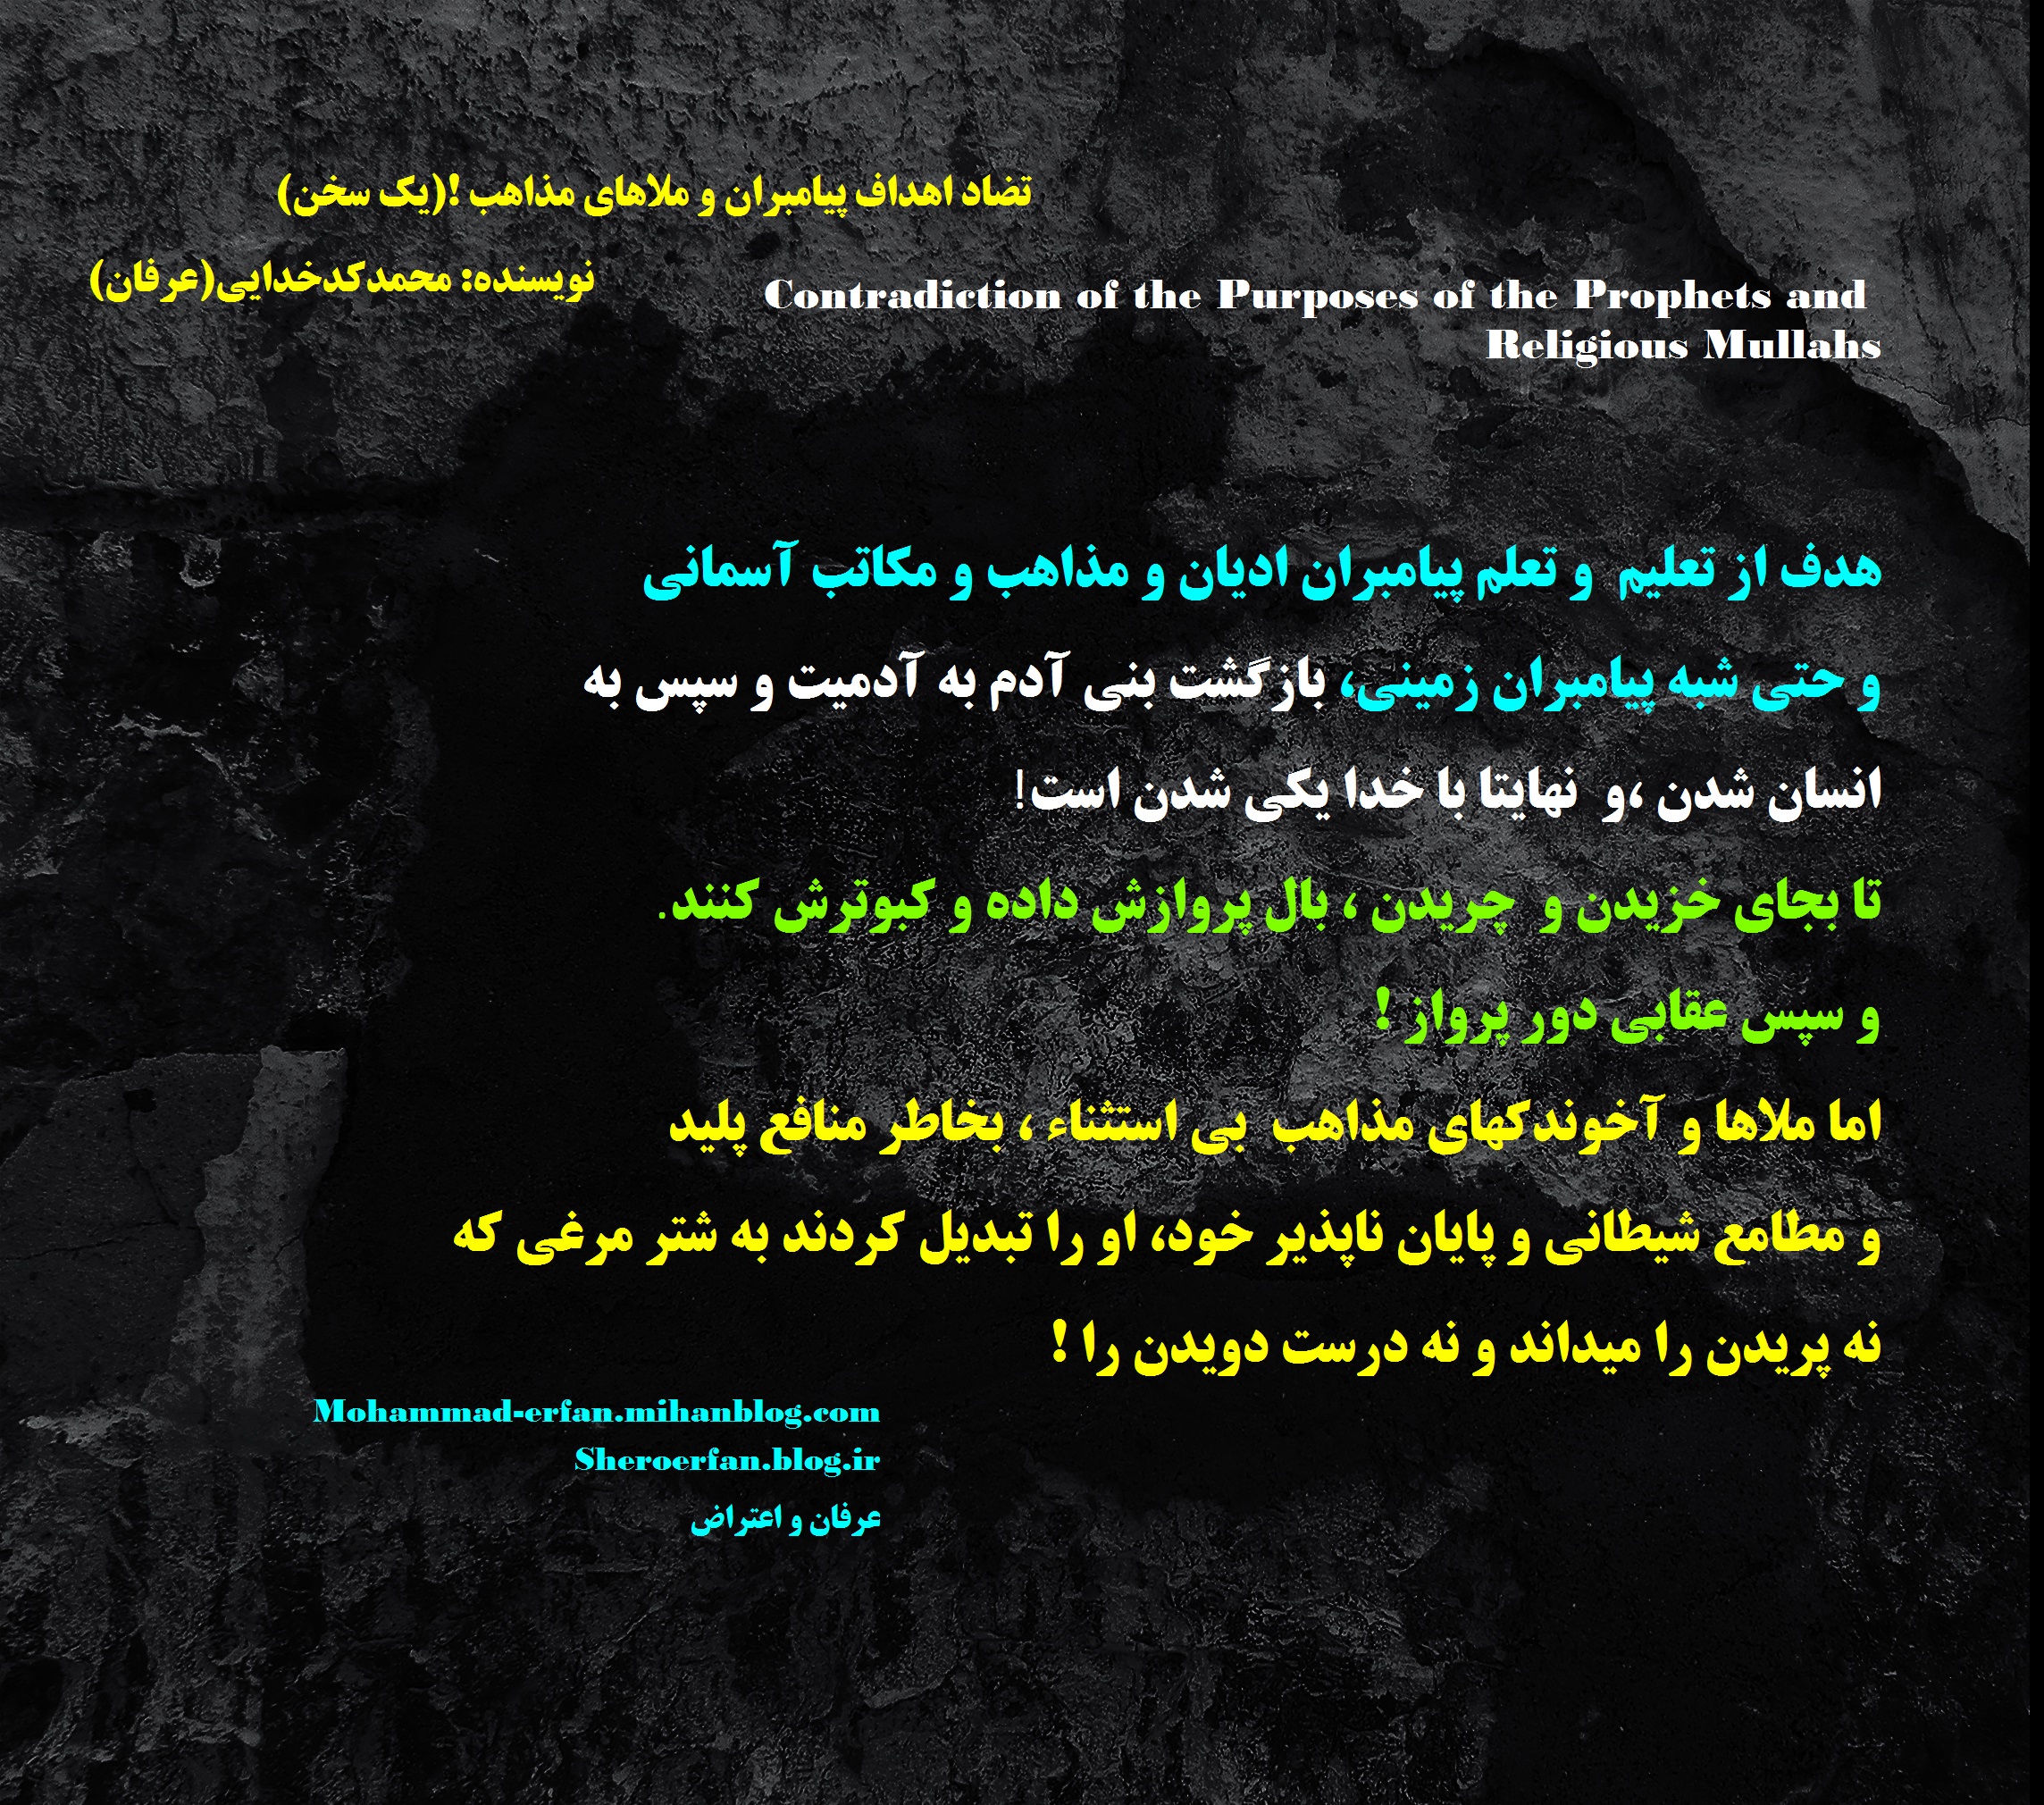 تضاد اهداف پیامبران و ملاهای مذاهب !(یک سخن)
نویسنده: محمدکدخدایی(عرفان)
Contradiction of the Purposes of the Prophets and
Religious Mullahs
هدف از تعلیم و تعلم پیامبران ادیان و مذاهب و مکاتب آسمانی
و حتی شبه پیامبران زمینی، بازگشت بنی آدم به آدمیت و سپس به
انسان شدن ،و نهایتا با خدا یکی شدن است!
تا بجای خزیدن و چریدن ، بال پروازش داده و کبوترش کنند.
و سپس عقابی دور پرواز !
اما ملاها و آخوندکهای مذاهب بی استثناء ، بخاطر منافع پلید
و مطامع شیطانی و پایان ناپذیر خود، او را تبدیل کردند به شتر مرغی که
نه پریدن را میداند و نه درست دویدن را !
Mohammad-erfan.mihanblog.com
Sheroerfan.blog.ir
عرفان و اعتراض